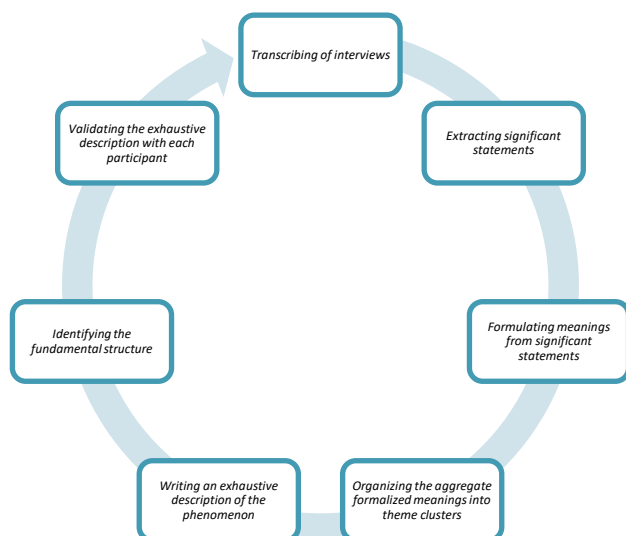 Transcribing of interviews
Extracting significant
statements
Formulating meanings
from significant
statements
Organizing the aggregate
formalized meanings into
theme clusters
Writing an exhaustive
description of the
phenomenon
Identifying the
fundamental structure
Validating the exhaustive
description with each
participant